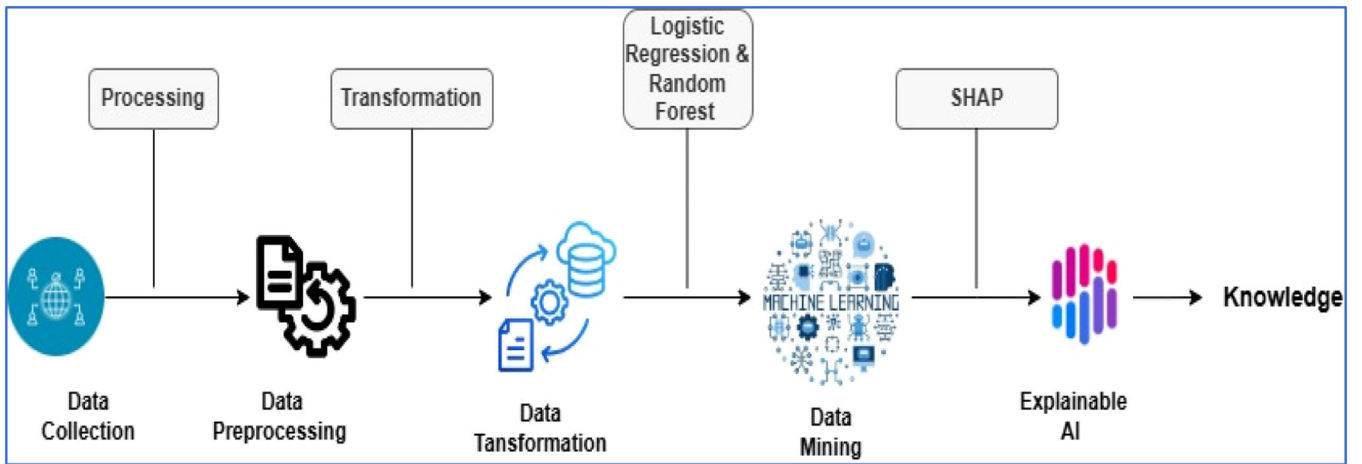 Logistic
Regression &
Random
Forest
Processing
Transformation
SHAP
MACHINE LEARNING
Knowledge
Data
Collection
Data
Preprocessing
Data
Tansformation
Data
Mining
Explainable
AI